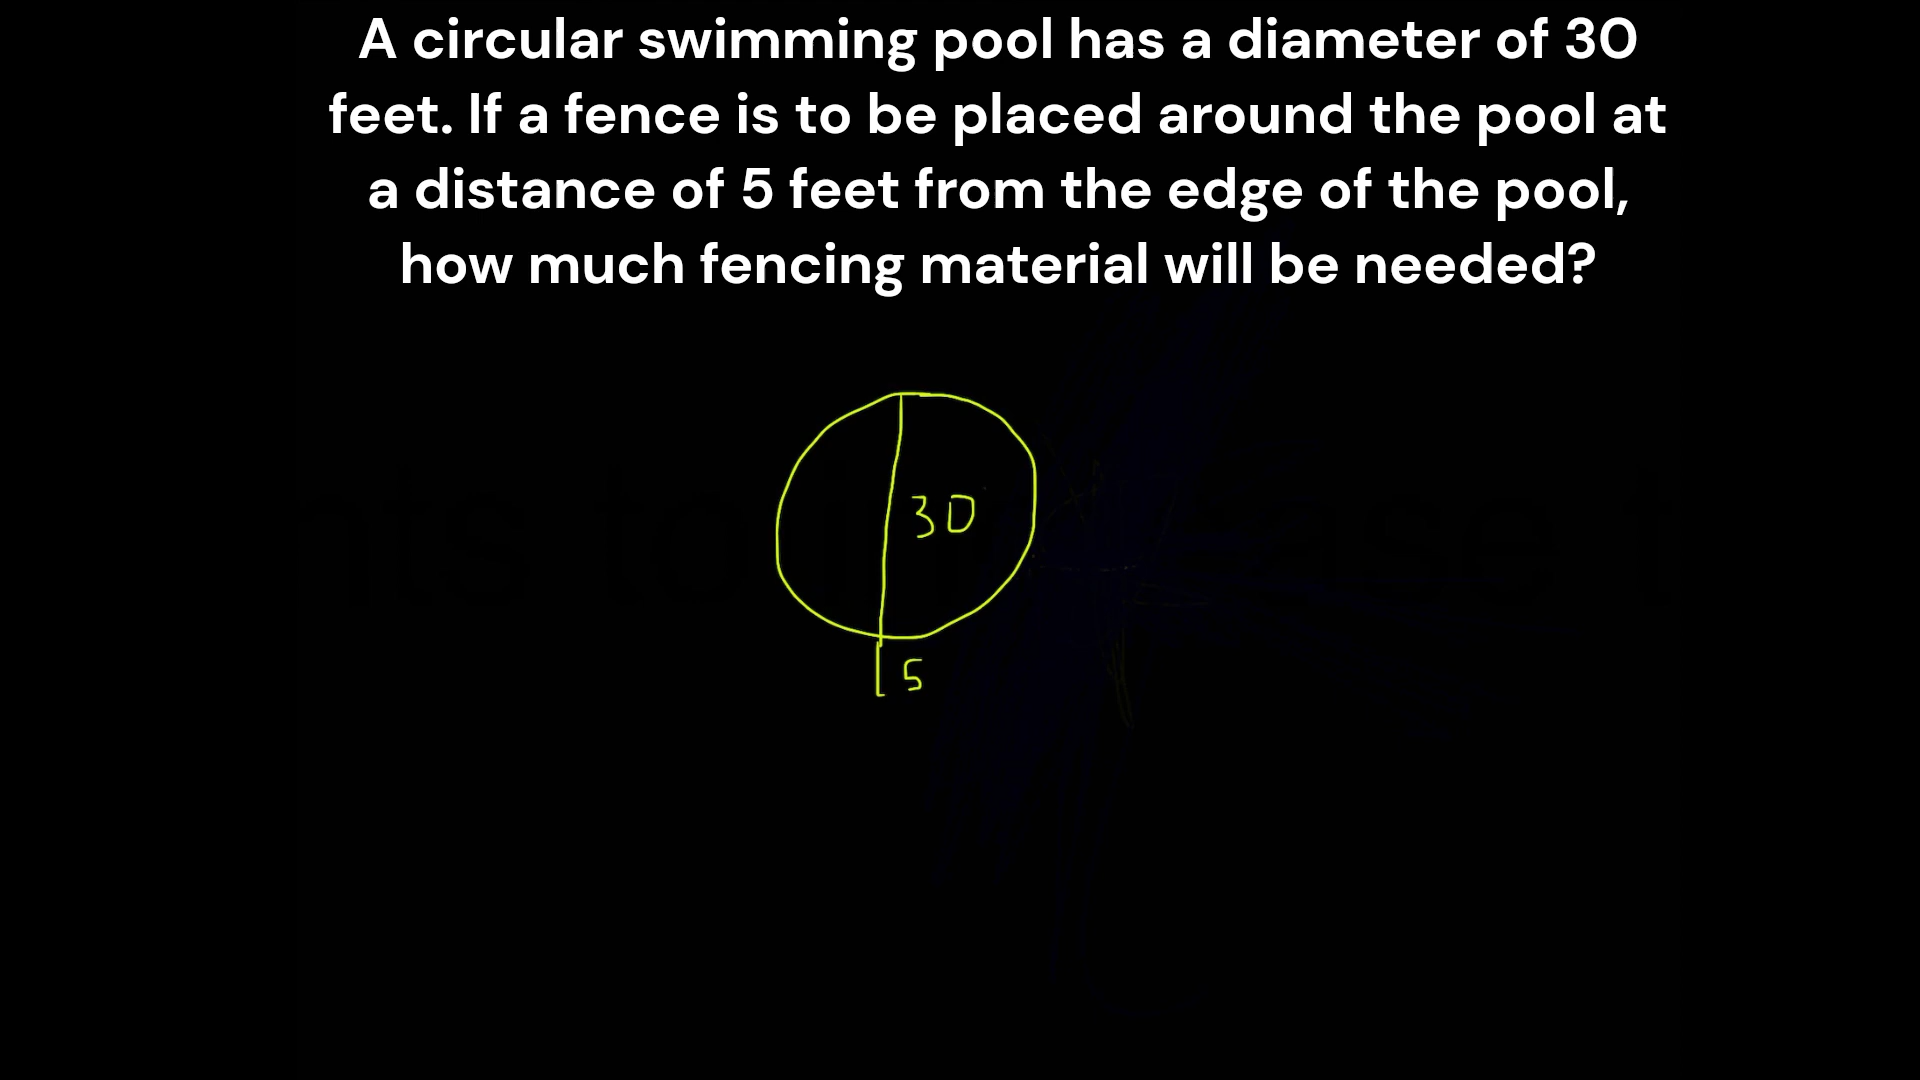 A circular swimming pool has a diameter of 30
feet. If a fence is to be placed around the pool at
a distance of 5 feet from the edge of the pool,
how much fencing material will be needed?
30
5